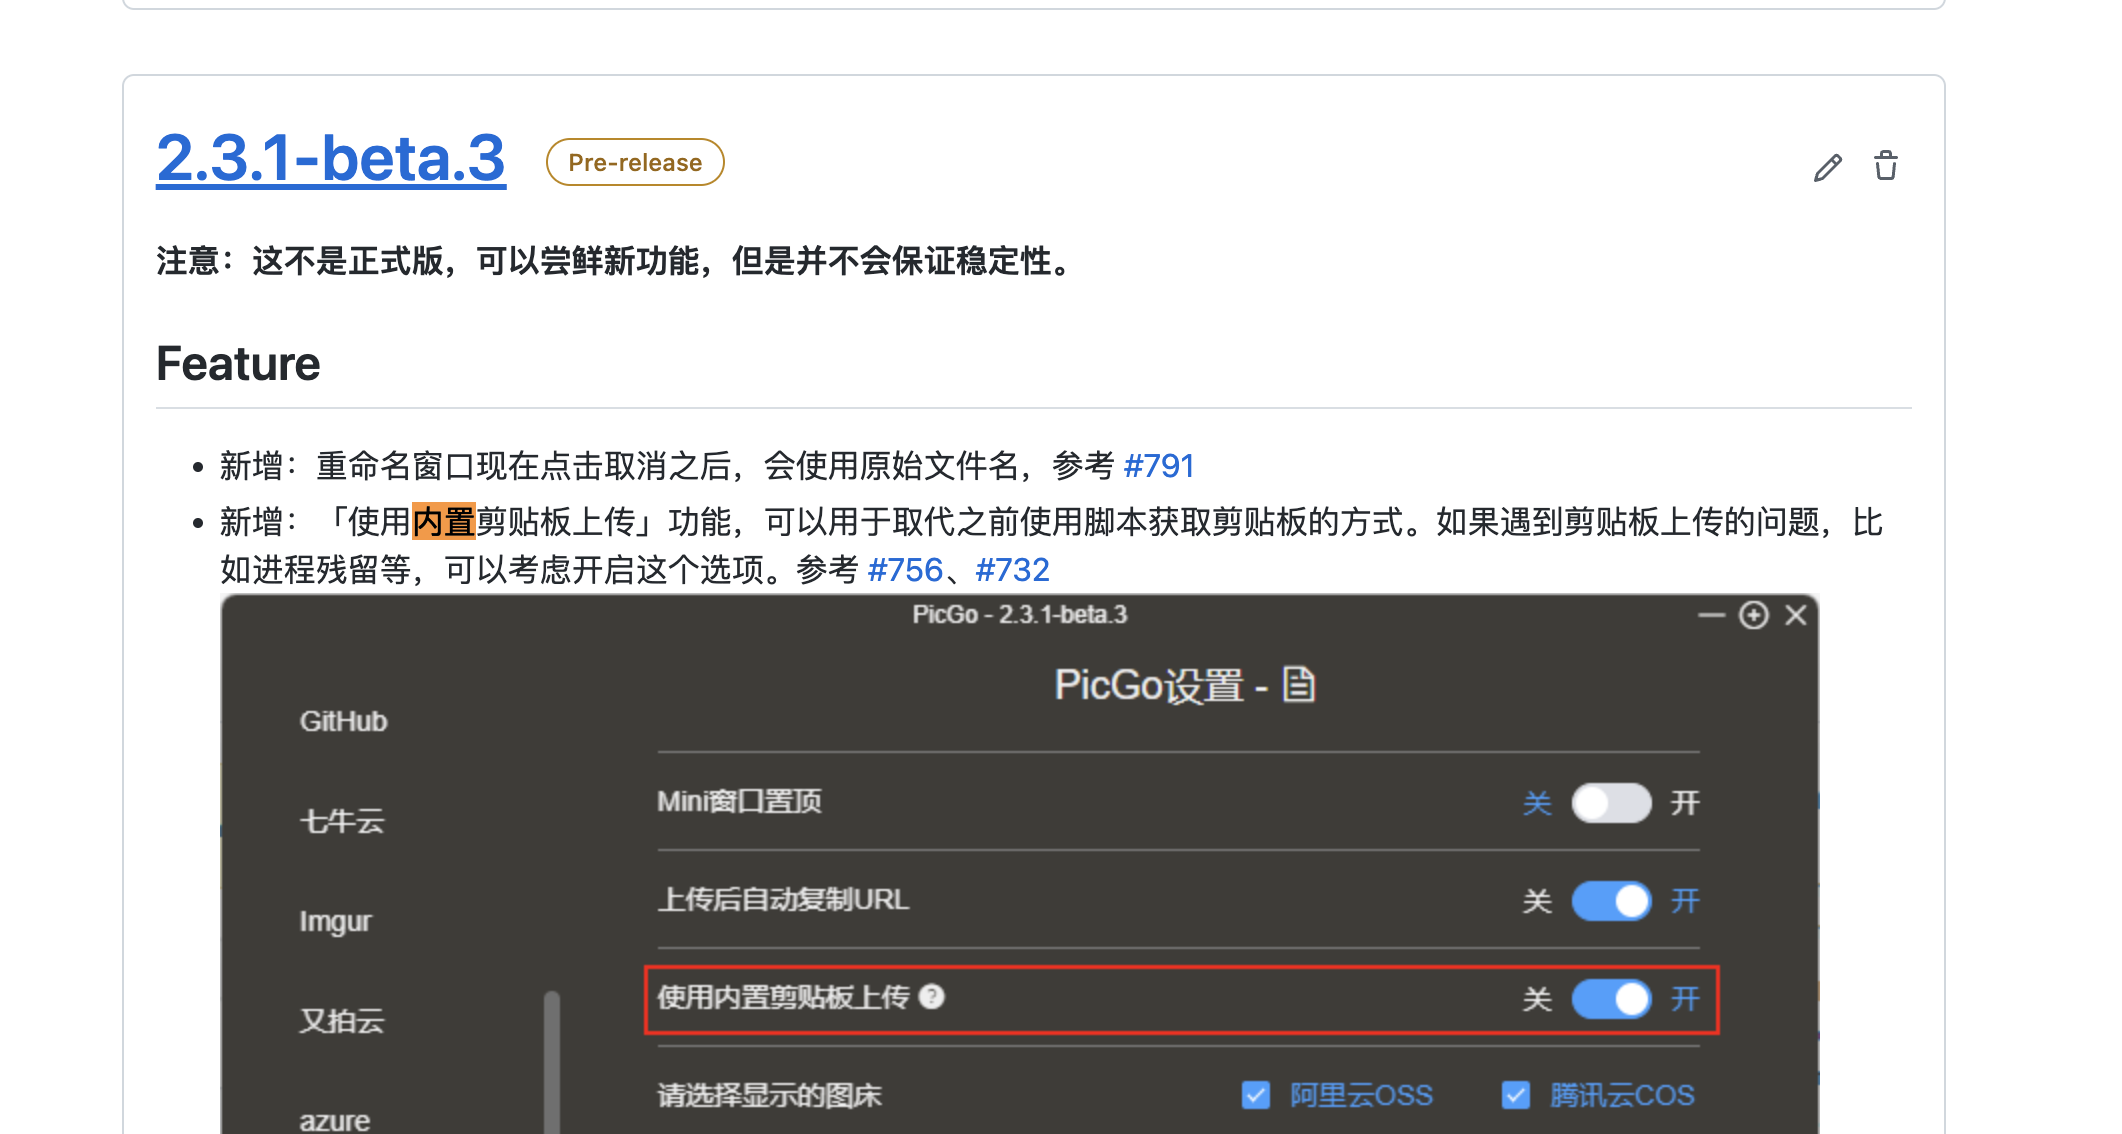 2.3.1-beta.3 Pre-release
注意：这不是正式版，可以尝鲜新功能，但是并不会保证稳定性。
Feature
• 新增：重命名窗口现在点击取消之后，会使用原始文件名，参考 #791
• 新增：「使用内置剪贴板上传」功能，可以用于取代之前使用脚本获取剪贴板的方式。如果遇到剪贴板上传的问题，比
如进程残留等，可以考虑开启这个选项。参考 #756、#732
PicGo - 2.3.1-beta.3
PicGo设置 -
GitHub
七牛云
Imgur
又拍云
azure
Mini窗口置顶 关 开
上传后自动复制URL 关 开
使用内置剪贴板上传 ? 关 开
请选择显示的图床 阿里云OSS 腾讯云COS